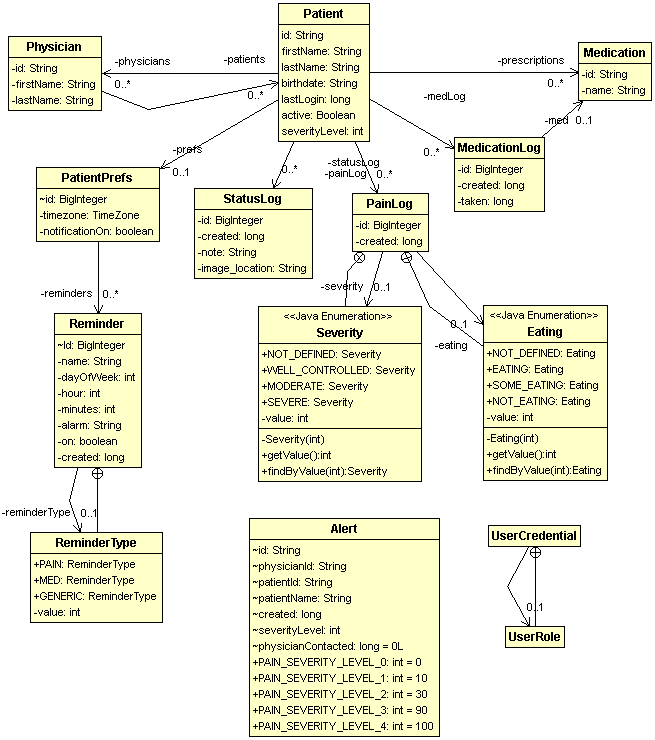 Patient
id: String
firstName: String
lastName: String
birthdate: String
lastLogin: long
active: Boolean
severityLevel: int
Physician
-id: String
-firstName: String
-lastName: String
-physicians
-patients
0..*
0..*
-prescriptions
0..*
Medication
-id: String
-name: String
-medLog
0..*
-med
0..1
MedicationLog
-id: BigInteger
-created: long
-taken: long
-prefs
0..1
PatientPrefs
~id: BigInteger
-timezone: TimeZone
-notificationOn: boolean
0..*
StatusLog
-id: BigInteger
-created: long
-note: String
-image_location: String
-statusLog
-painLog
0..*
PainLog
-id: BigInteger
-created: long
-reminders
0..*
-severity
0..1
0..1
-eating
Reminder
~Id: BigInteger
-name: String
-dayOfWeek: int
-hour: int
-minutes: int
-alarm: String
-on: boolean
-created: long
<<Java Enumeration>>
Severity
+NOT_DEFINED: Severity
+WELL_CONTROLLED: Severity
+MODERATE: Severity
+SEVERE: Severity
-value: int
-Severity(int)
+getValue():int
+findByValue(int):Severity
<<Java Enumeration>>
Eating
+NOT_DEFINED: Eating
+EATING: Eating
+SOME_EATING: Eating
+NOT_EATING: Eating
-value: int
-Eating(int)
+getValue():int
+findByValue(int):Eating
-reminderType
0..1
ReminderType
+PAIN: ReminderType
+MED: ReminderType
+GENERIC: ReminderType
-value: int
Alert
~id: String
~physicianId: String
~patientId: String
~patientName: String
~created: long
~severityLevel: int
~physicianContacted: long = 0L
+PAIN_SEVERITY_LEVEL_0: int = 0
+PAIN_SEVERITY_LEVEL_1: int = 10
+PAIN_SEVERITY_LEVEL_2: int = 30
+PAIN_SEVERITY_LEVEL_3: int = 90
+PAIN_SEVERITY_LEVEL_4: int = 100
UserCredential
0..1
UserRole